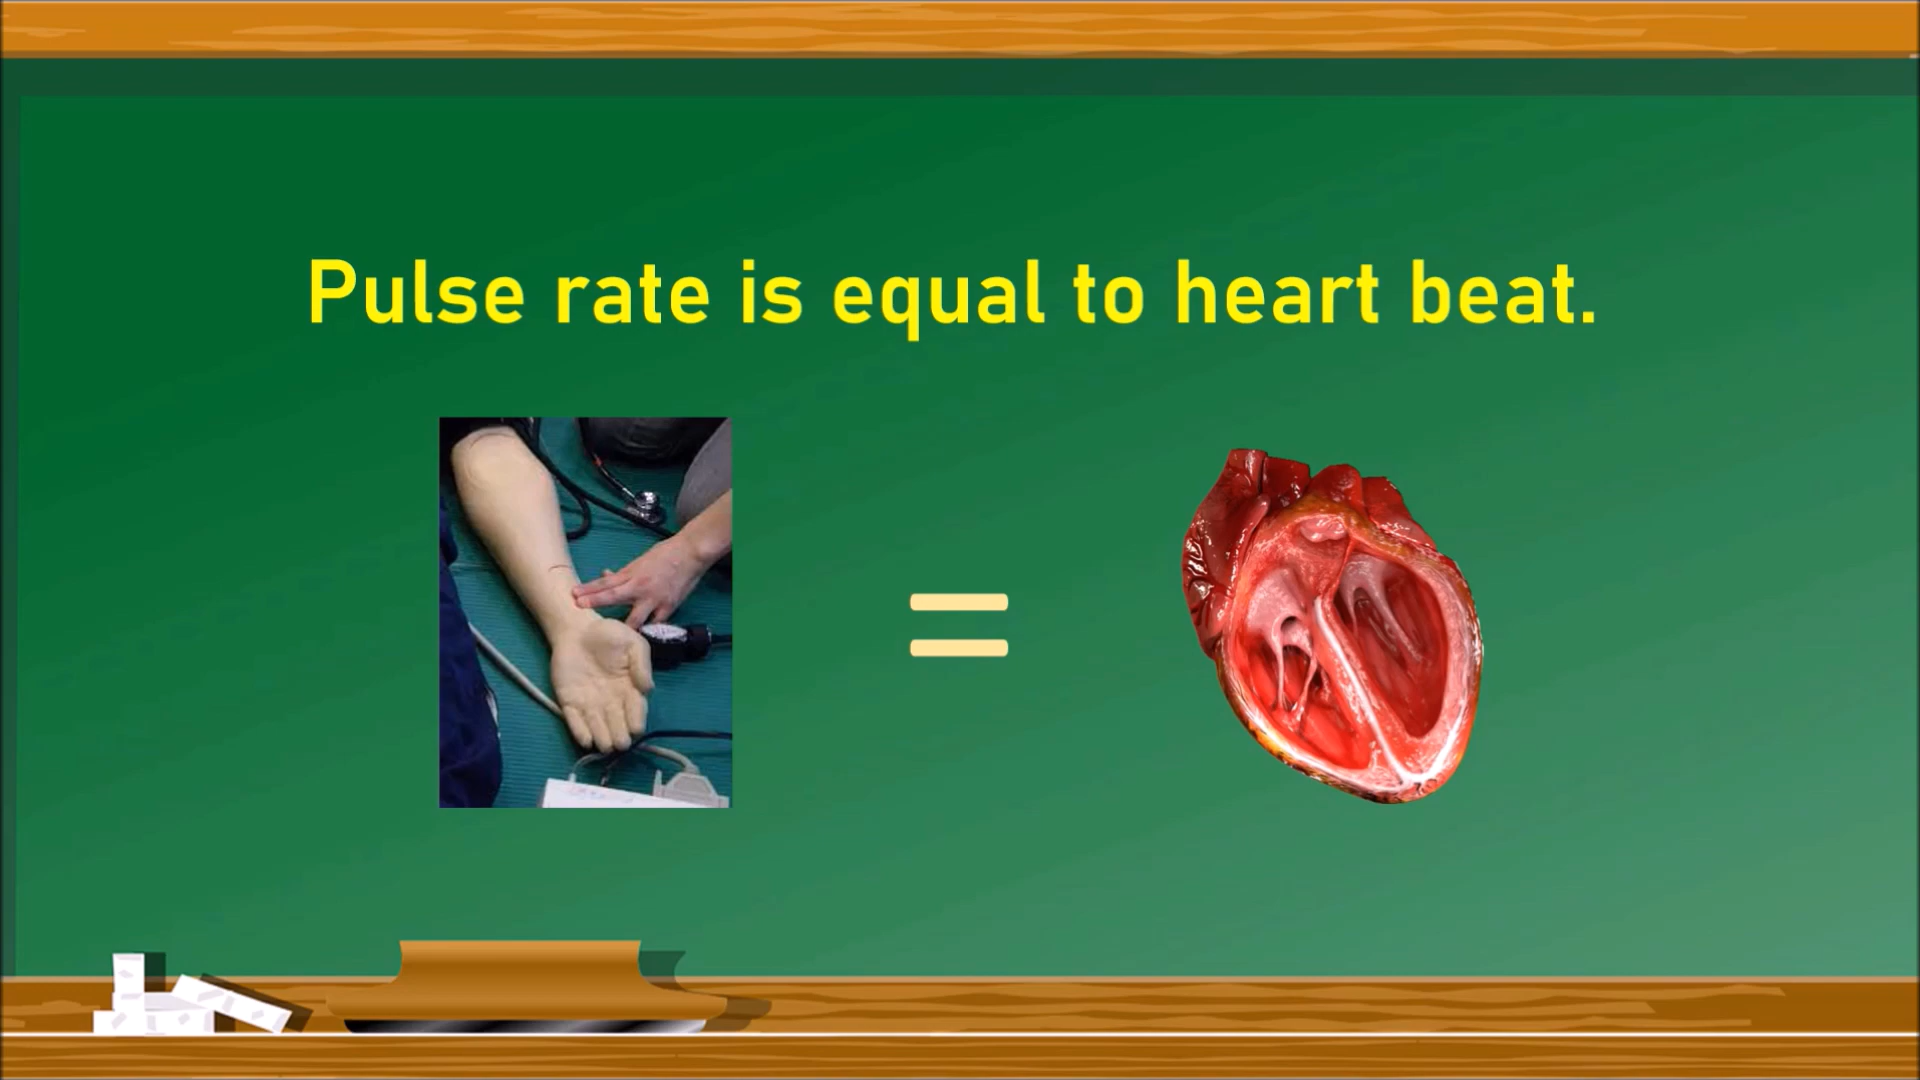 Pulse rate is equal to heart beat.
=